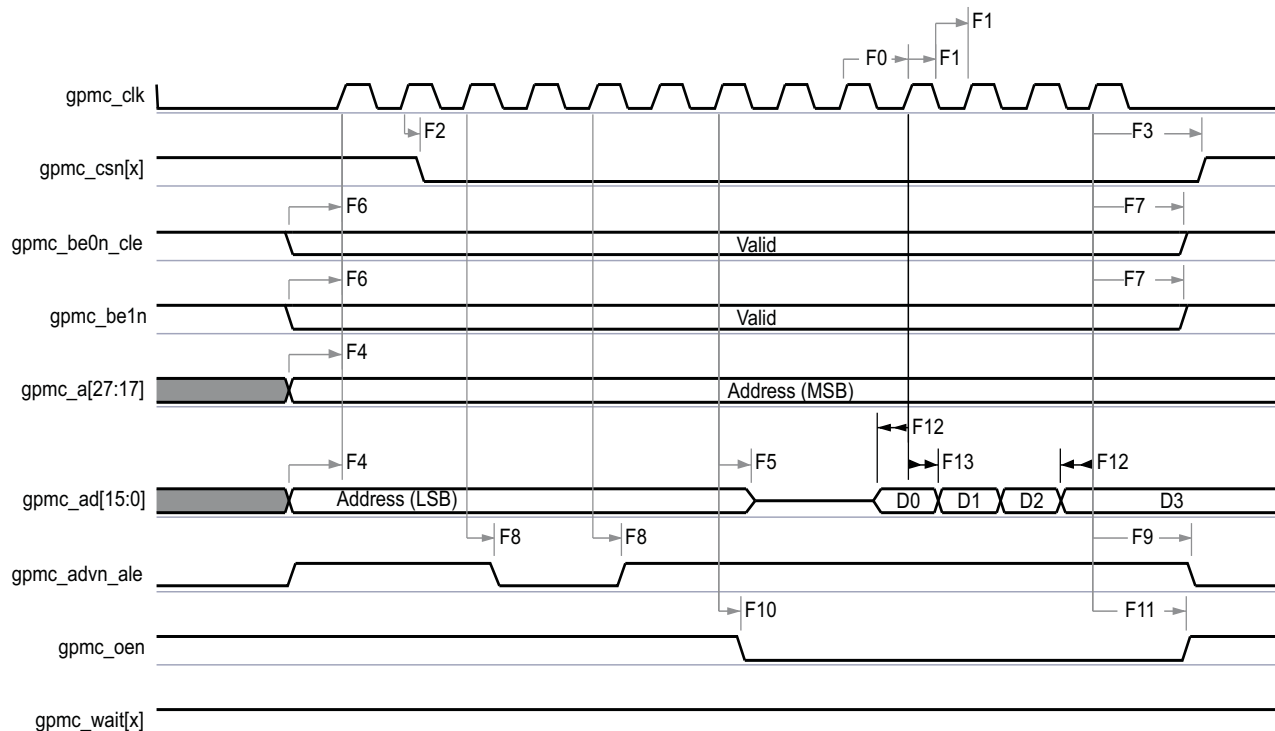 F1
F0 F1
gpmc_clk
F2 F3
gpmc_csn[x]
F6 F7
gpmc_be0n_cle Valid
F6 F7
gpmc_be1n Valid
F4
gpmc_a[27:17] Address (MSB)
F12
F4 F5 F13 F12
gpmc_ad[15:0] Address (LSB) D0 D1 D2 D3
F8 F8 F9
gpmc_advn_ale
F10 F11
gpmc_oen
gpmc_wait[x]